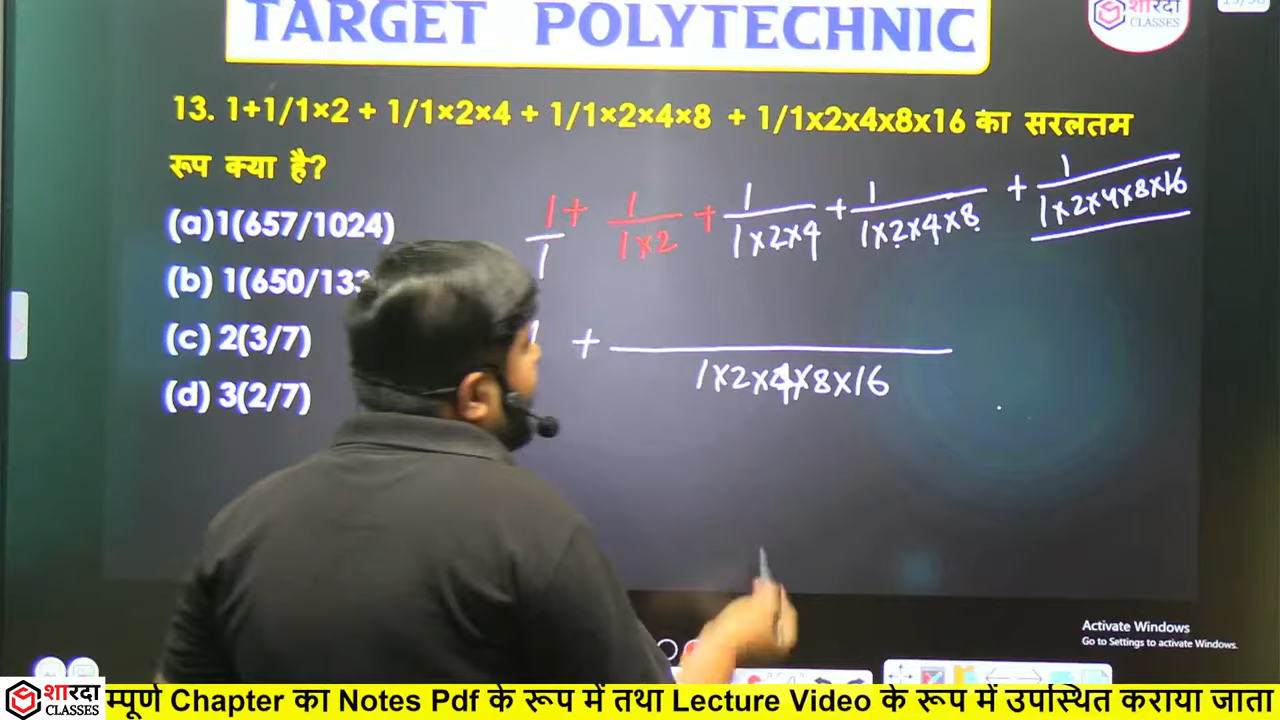 TARGET POLYTECHNIC
शारदा
CLASSES
13. 1+1/1×2 + 1/1×2×4 + 1/1×2×4×8 + 1/1x2x4x8x16 का सरलतम
रूप क्या है?
(a)1(657/1024)
(b) 1(650/133
(c) 2(3/7)
(d) 3(2/7)
1/1 + 1/1×2 + 1/1×2×4 + 1/1×2×4×8 + 1/1×2×4×8×16
+
1×2×4×8×16
Activate Windows
Go to Settings to activate Windows.
शारदा
CLASSES
म्पूर्ण Chapter का Notes Pdf के रूप में तथा Lecture Video के रूप में उपस्थित कराया जाता